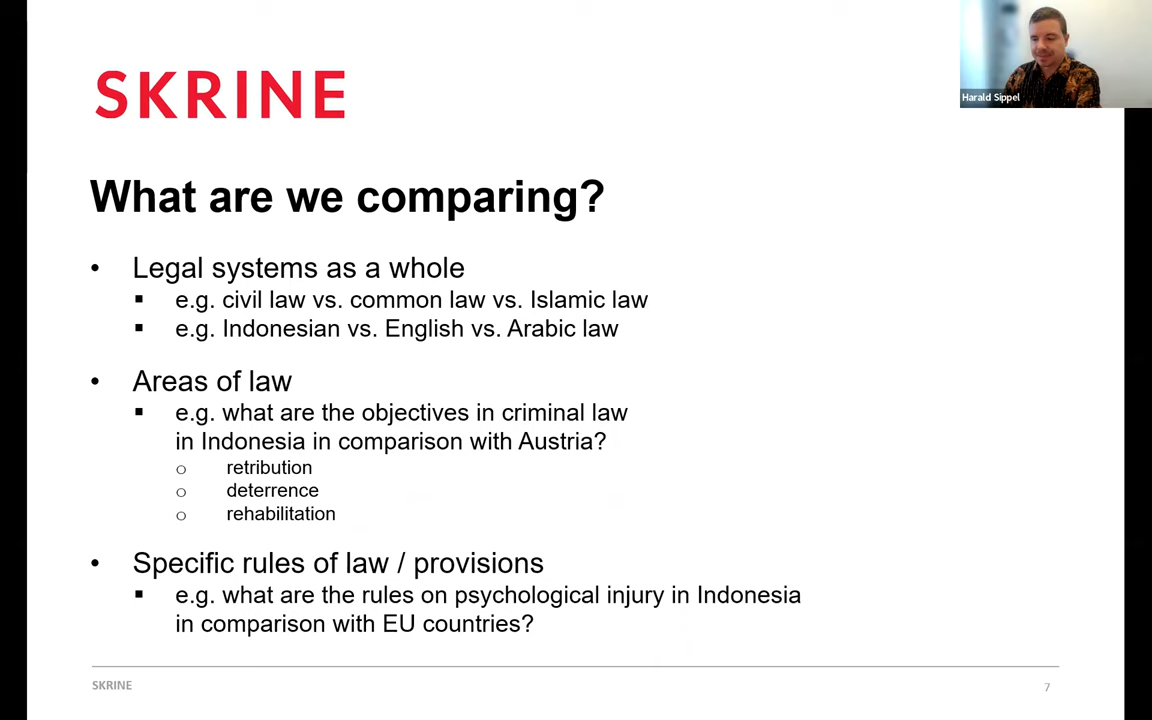 SKRINE
Harald Sippel
What are we comparing?
• Legal systems as a whole
▪ e.g. civil law vs. common law vs. Islamic law
▪ e.g. Indonesian vs. English vs. Arabic law
• Areas of law
▪ e.g. what are the objectives in criminal law
in Indonesia in comparison with Austria?
o retribution
o deterrence
o rehabilitation
• Specific rules of law / provisions
▪ e.g. what are the rules on psychological injury in Indonesia
in comparison with EU countries?
SKRINE
7